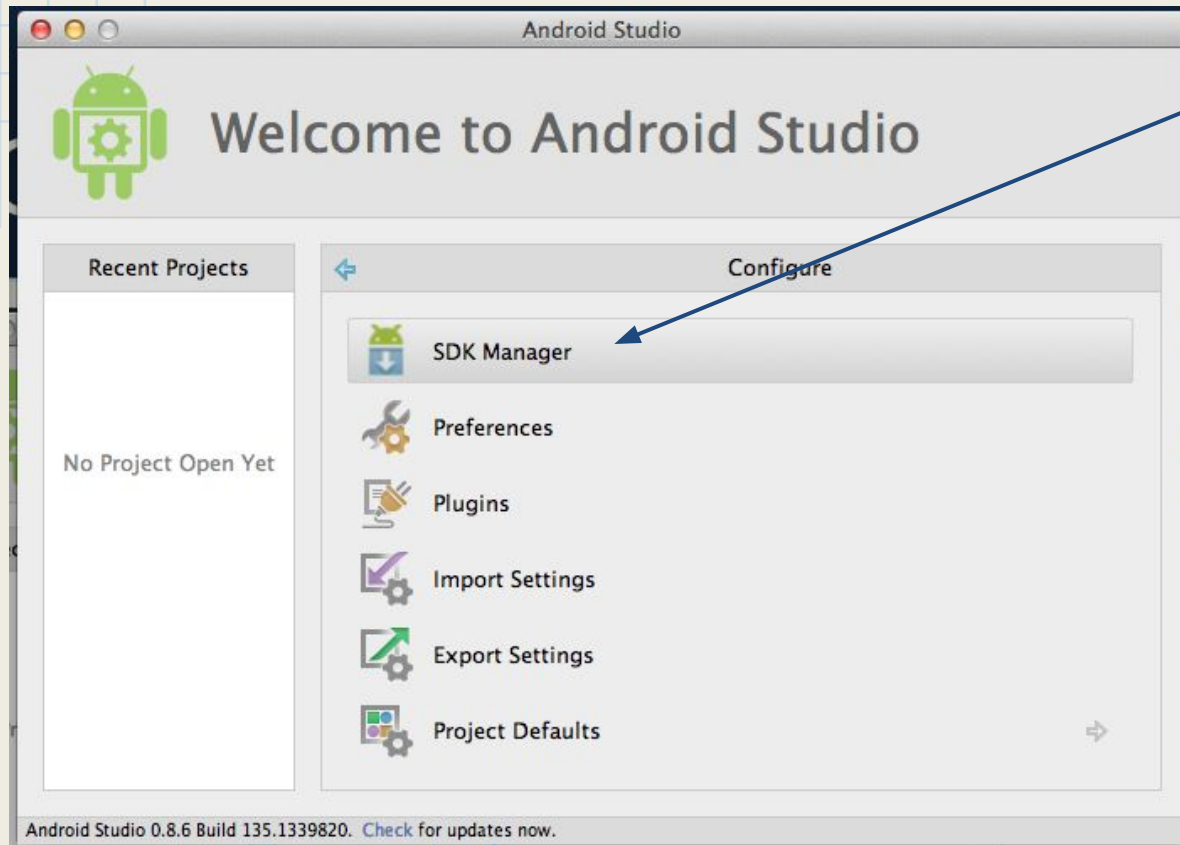 Android Studio
Welcome to Android Studio
Recent Projects
No Project Open Yet
Configure
SDK Manager
Preferences
Plugins
Import Settings
Export Settings
Project Defaults
Android Studio 0.8.6 Build 135.1339820. Check for updates now.